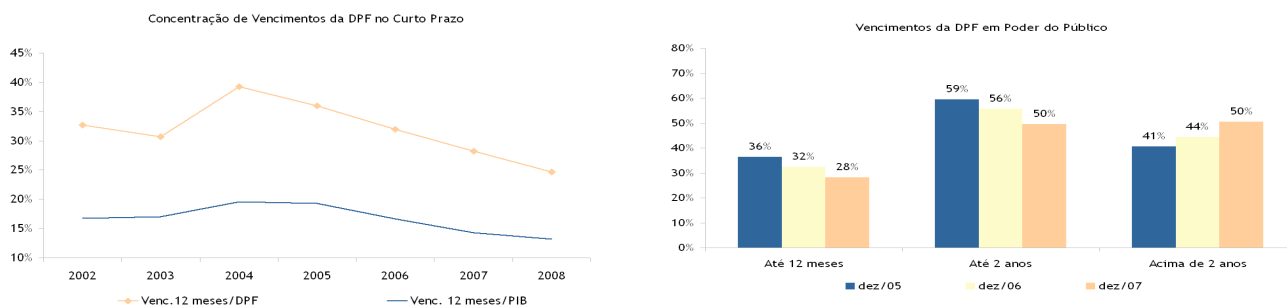 Concentração de Vencimentos da DPF no Curto Prazo
45%
40%
35%
30%
25%
20%
15%
10%
2002 2003 2004 2005 2006 2007 2008
Venc.12 meses/DPF Venc. 12 meses/PIB
Vencimentos da DPF em Poder do Público
80%
70%
60%
50%
40%
30%
20%
10%
0%
36% 32% 28%
59% 56% 50%
41% 44% 50%
Até 12 meses Até 2 anos Acima de 2 anos
dez/05 dez/06 dez/07